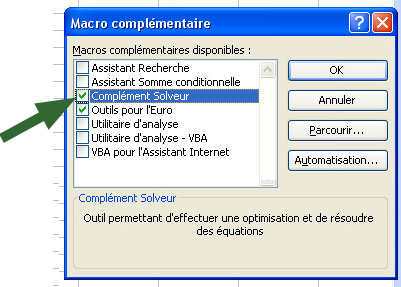 Macro complémentaire
?
Macros complémentaires disponibles :
Assistant Recherche
Assistant Somme conditionnelle
Complément Solveur
Outils pour l'Euro
Utilitaire d'analyse
Utilitaire d'analyse - VBA
VBA pour l'Assistant Internet
OK
Annuler
Parcourir...
Automatisation...
Complément Solveur
Outil permettant d'effectuer une optimisation et de résoudre
des équations